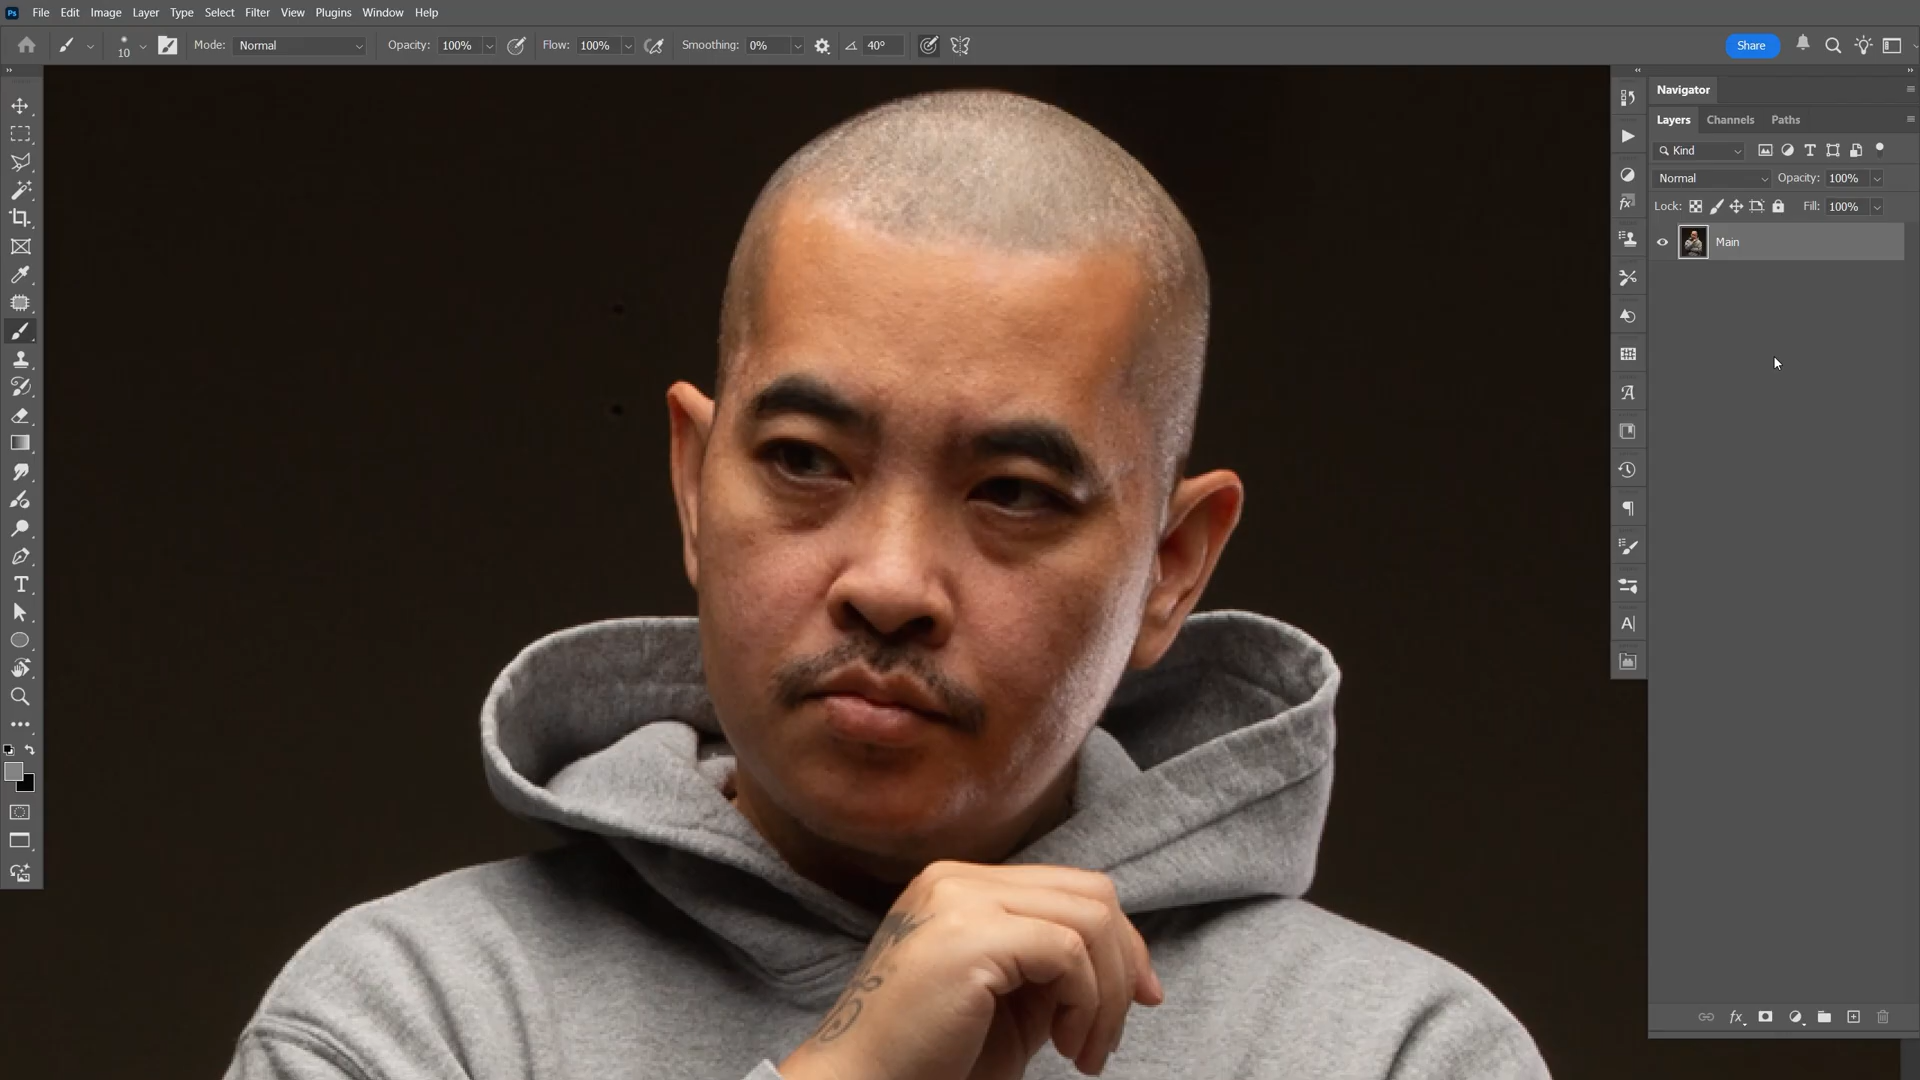 Ps File Edit Image Layer Type Select Filter View Plugins Window Help
10 Mode: Normal Opacity: 100% Flow: 100% Smoothing: 0% 40° Share
Navigator
Layers Channels Paths
Kind
Normal Opacity: 100%
Lock: Fill: 100%
Main